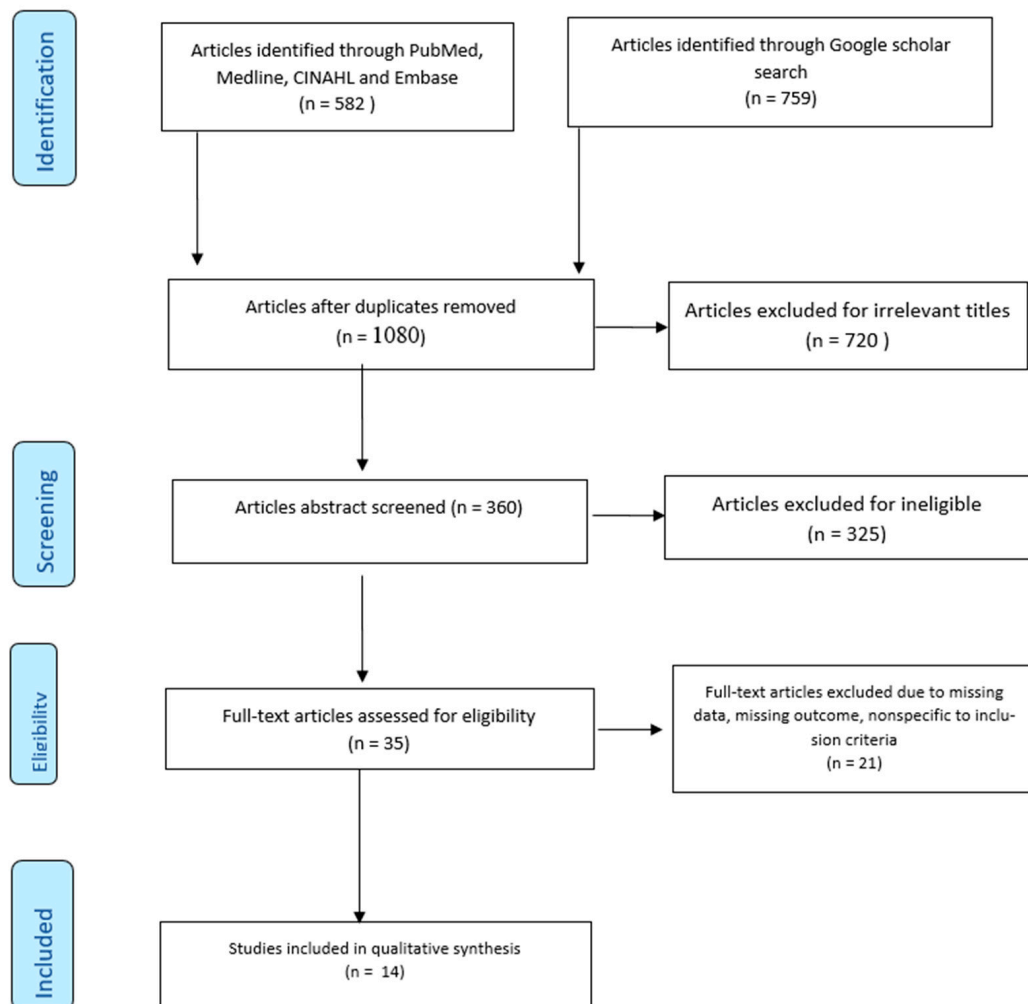 Identification
Articles identified through PubMed,
Medline, CINAHL and Embase
(n = 582 )
Articles identified through Google scholar
search
(n = 759)
Articles after duplicates removed
(n = 1080)
Articles excluded for irrelevant titles
(n = 720 )
Screening
Articles abstract screened (n = 360)
Articles excluded for ineligible
(n = 325)
Eligibility
Full-text articles assessed for eligibility
(n = 35)
Full-text articles excluded due to missing
data, missing outcome, nonspecific to inclu-
sion criteria
(n = 21)
Included
Studies included in qualitative synthesis
(n = 14)